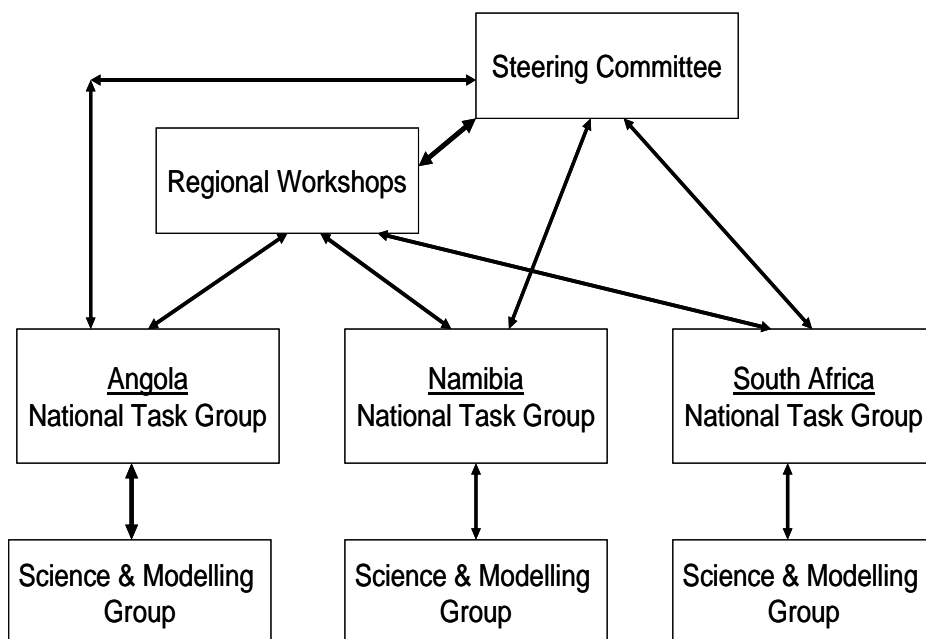 Steering Committee
Regional Workshops
Angola
National Task Group
Namibia
National Task Group
South Africa
National Task Group
Science & Modelling
Group
Science & Modelling
Group
Science & Modelling
Group